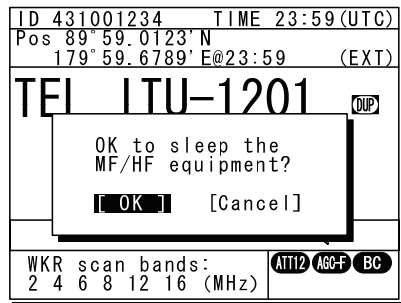 ID 431001234 TIME 23:59(UTC)
Pos 89°59.0123'N
179°59.6789'E@23:59 (EXT)
TEL ITU-1201 DUP
OK to sleep the
MF/HF equipment?
[ OK ] [Cancel]
WKR scan bands:
2 4 6 8 12 16 (MHz)
ATT12 AGC-F BC